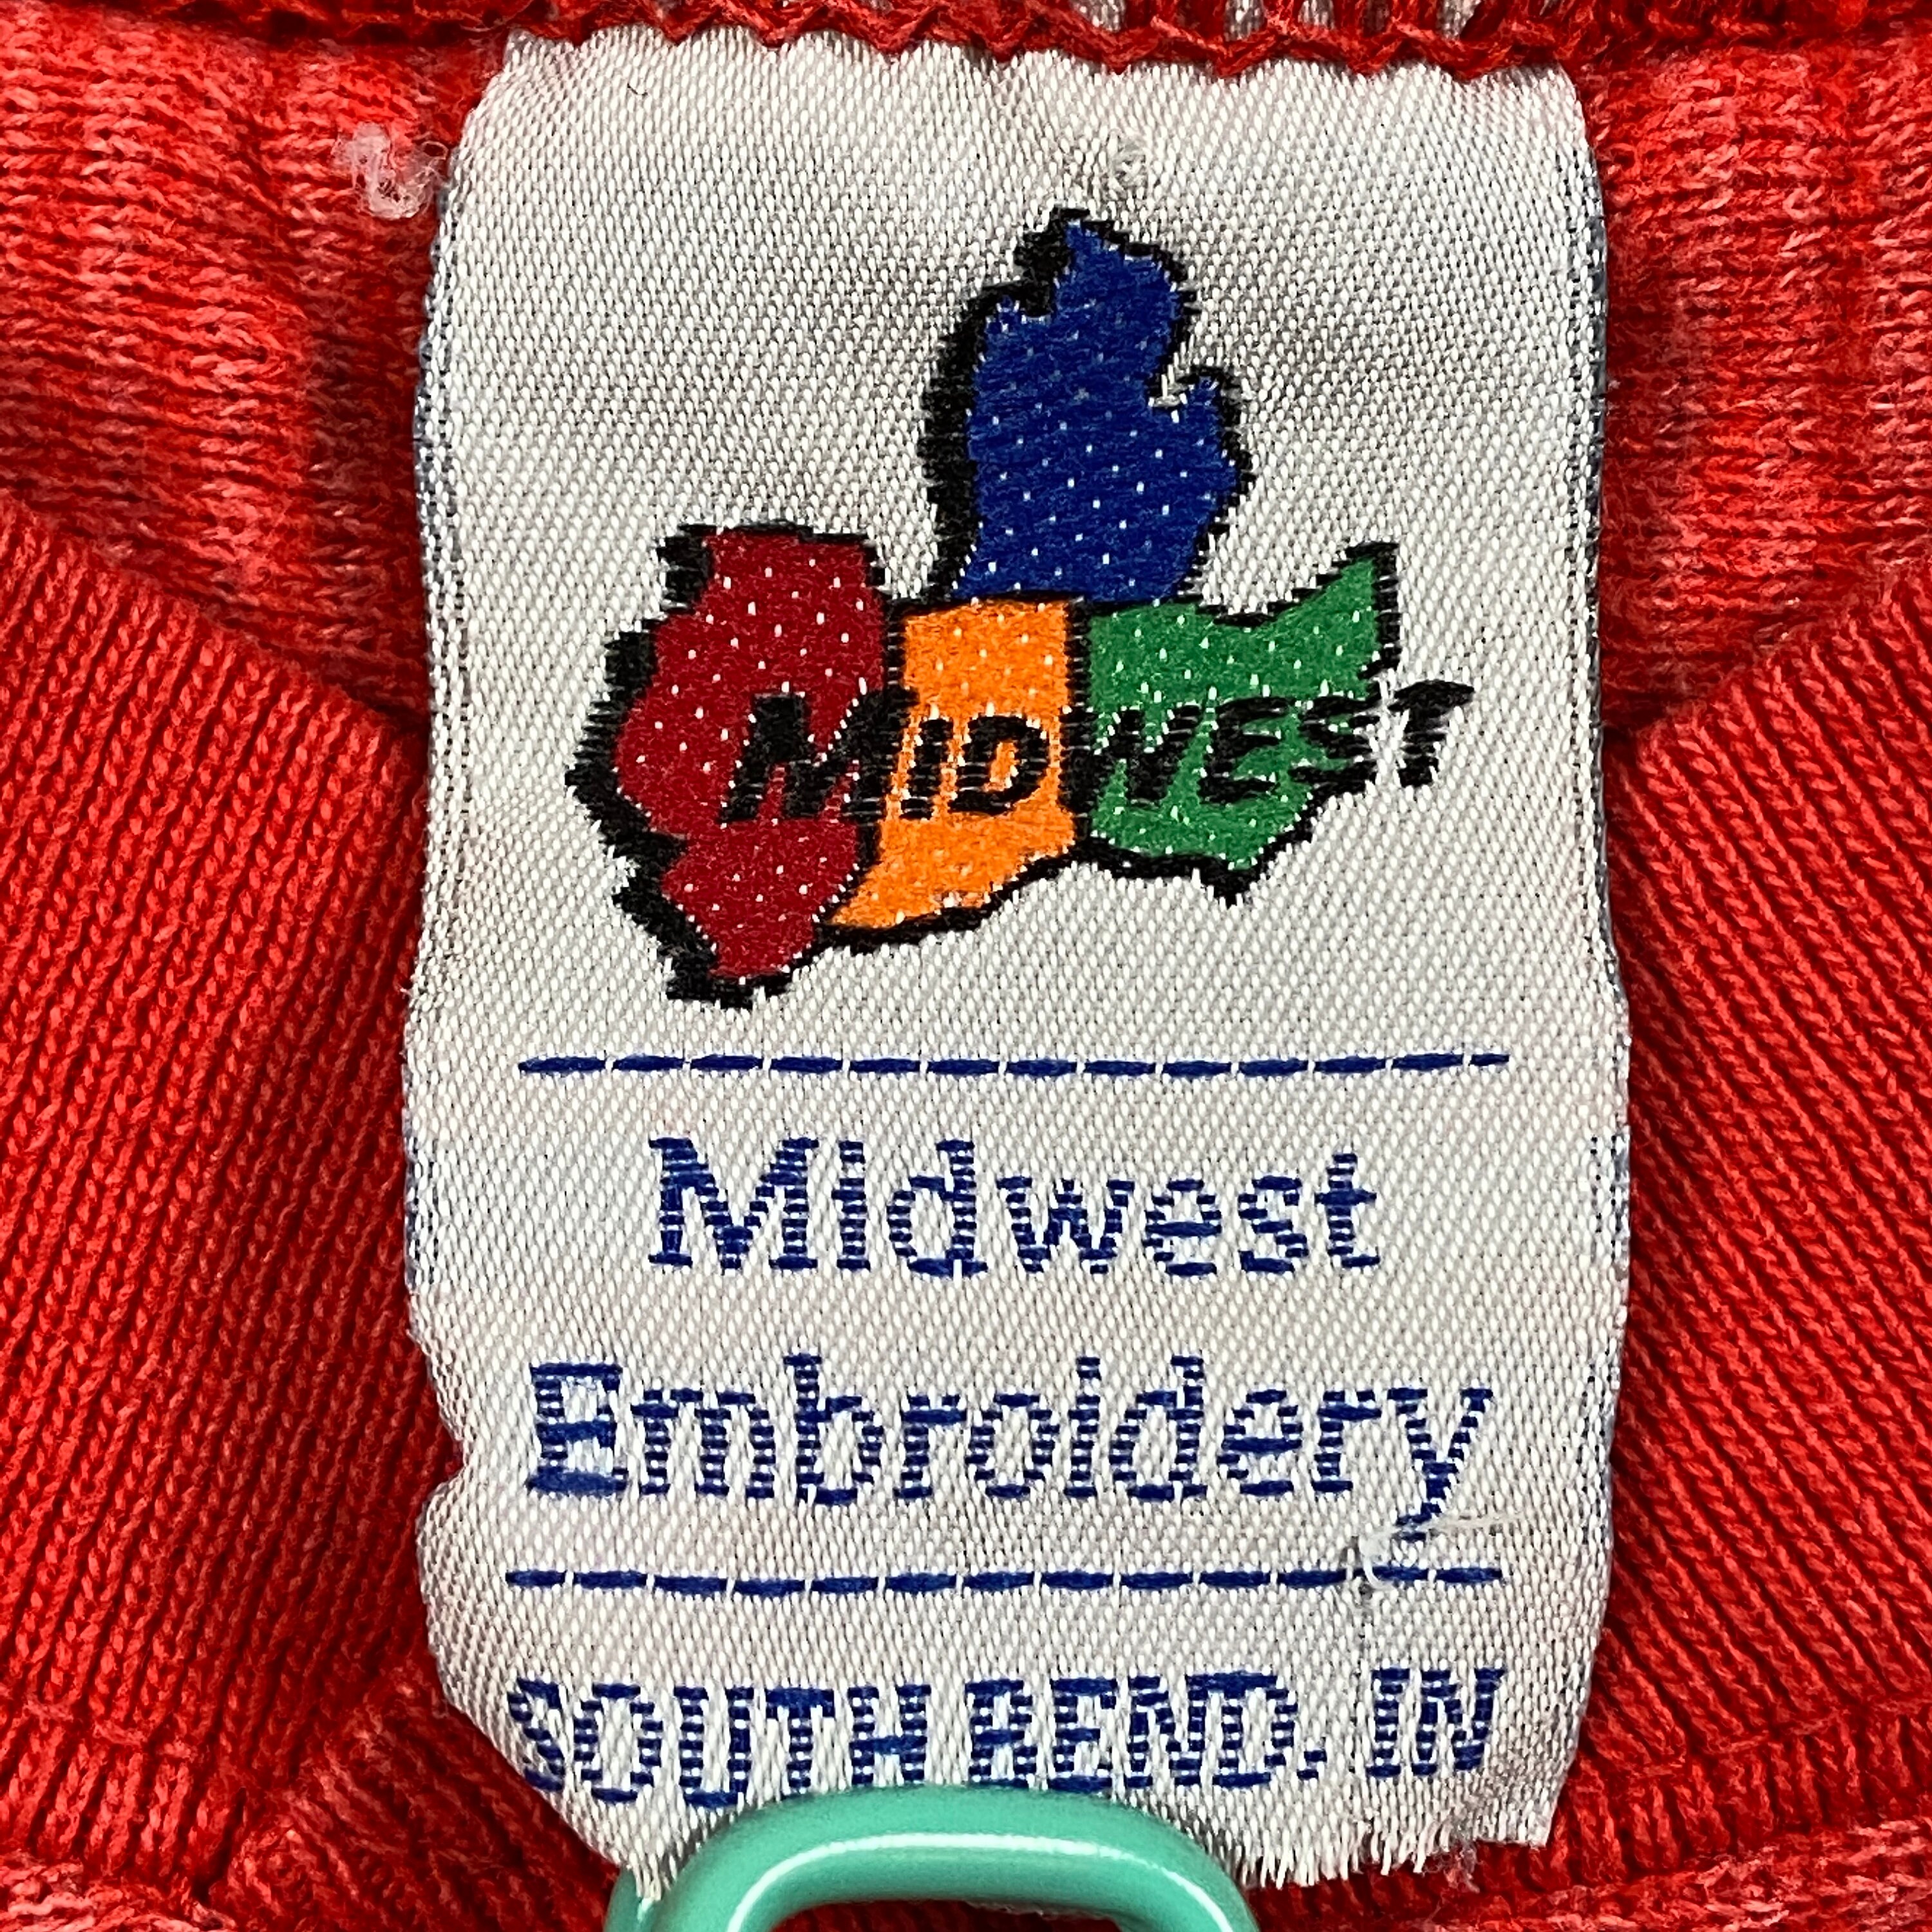 MIDWEST
Midwest
Embroidery
SOUTH BEND, IN